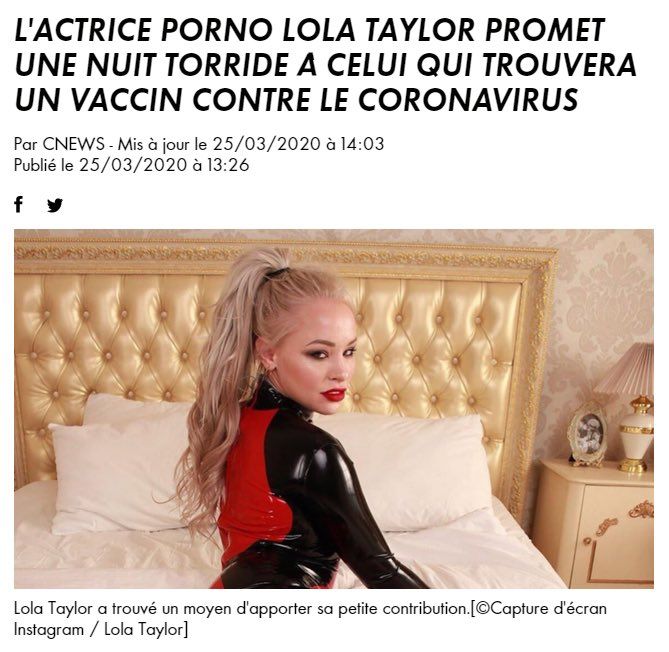 L'ACTRICE PORNO LOLA TAYLOR PROMET
UNE NUIT TORRIDE À CELUI QUI TROUVERA
UN VACCIN CONTRE LE CORONAVIRUS
Par CNEWS - Mis à jour le 25/03/2020 à 14:03
Publié le 25/03/2020 à 13:26
Lola Taylor a trouvé un moyen d'apporter sa petite contribution.[©Capture d'écran
Instagram / Lola Taylor]